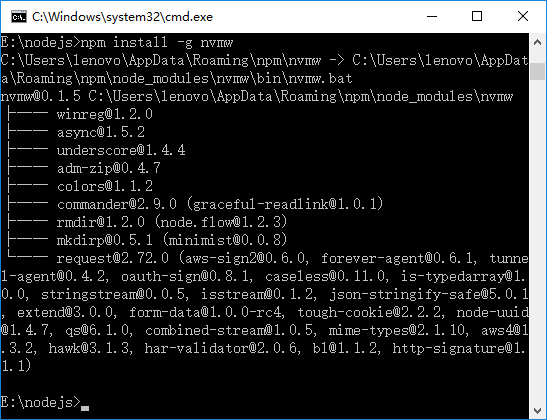 C:\Windows\system32\cmd.exe
E:\nodejs>npm install -g nvmw
C:\Users\lenovo\AppData\Roaming\npm\nvmw -> C:\Users\lenovo\AppDat
a\Roaming\npm\node_modules\nvmw\bin\nvmw.bat
nvmw@0.1.5 C:\Users\lenovo\AppData\Roaming\npm\node_modules\nvmw
├── winreg@1.2.0
├── async@1.5.2
├── underscore@1.4.4
├── adm-zip@0.4.7
├── colors@1.1.2
├── commander@2.9.0 (graceful-readlink@1.0.1)
├── rmdir@1.2.0 (node.flow@1.2.3)
├── mkdirp@0.5.1 (minimist@0.0.8)
└── request@2.72.0 (aws-sign2@0.6.0, forever-agent@0.6.1, tunne
l-agent@0.4.2, oauth-sign@0.8.1, caseless@0.11.0, is-typedarray@1.
0.0, stringstream@0.0.5, isstream@0.1.2, json-stringify-safe@5.0.1
, extend@3.0.0, form-data@1.0.0-rc4, tough-cookie@2.2.2, node-uuid
@1.4.7, qs@6.1.0, combined-stream@1.0.5, mime-types@2.1.10, aws4@1
.3.2, hawk@3.1.3, har-validator@2.0.6, bl@1.1.2, http-signature@1.
1.1)
E:\nodejs>